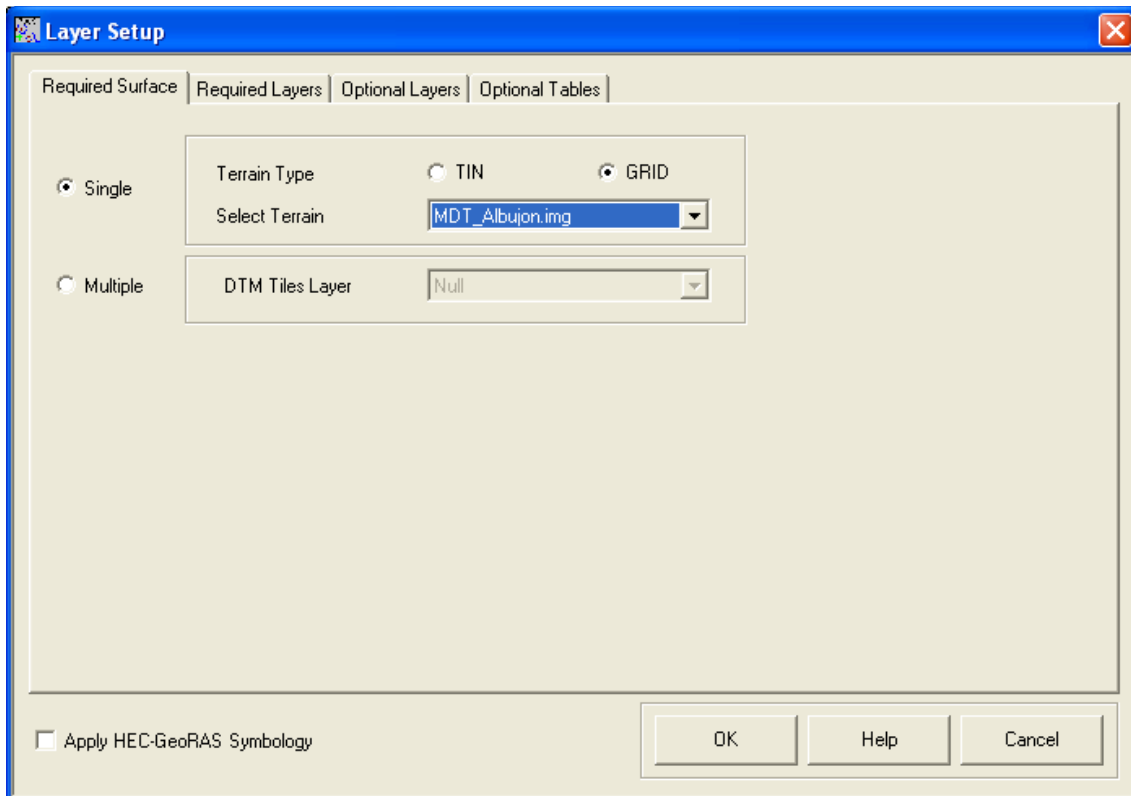 Layer Setup
Required Surface Required Layers Optional Layers Optional Tables
Single
Terrain Type TIN GRID
Select Terrain MDT_Albujon.img
Multiple DTM Tiles Layer Null
Apply HEC-GeoRAS Symbology OK Help Cancel